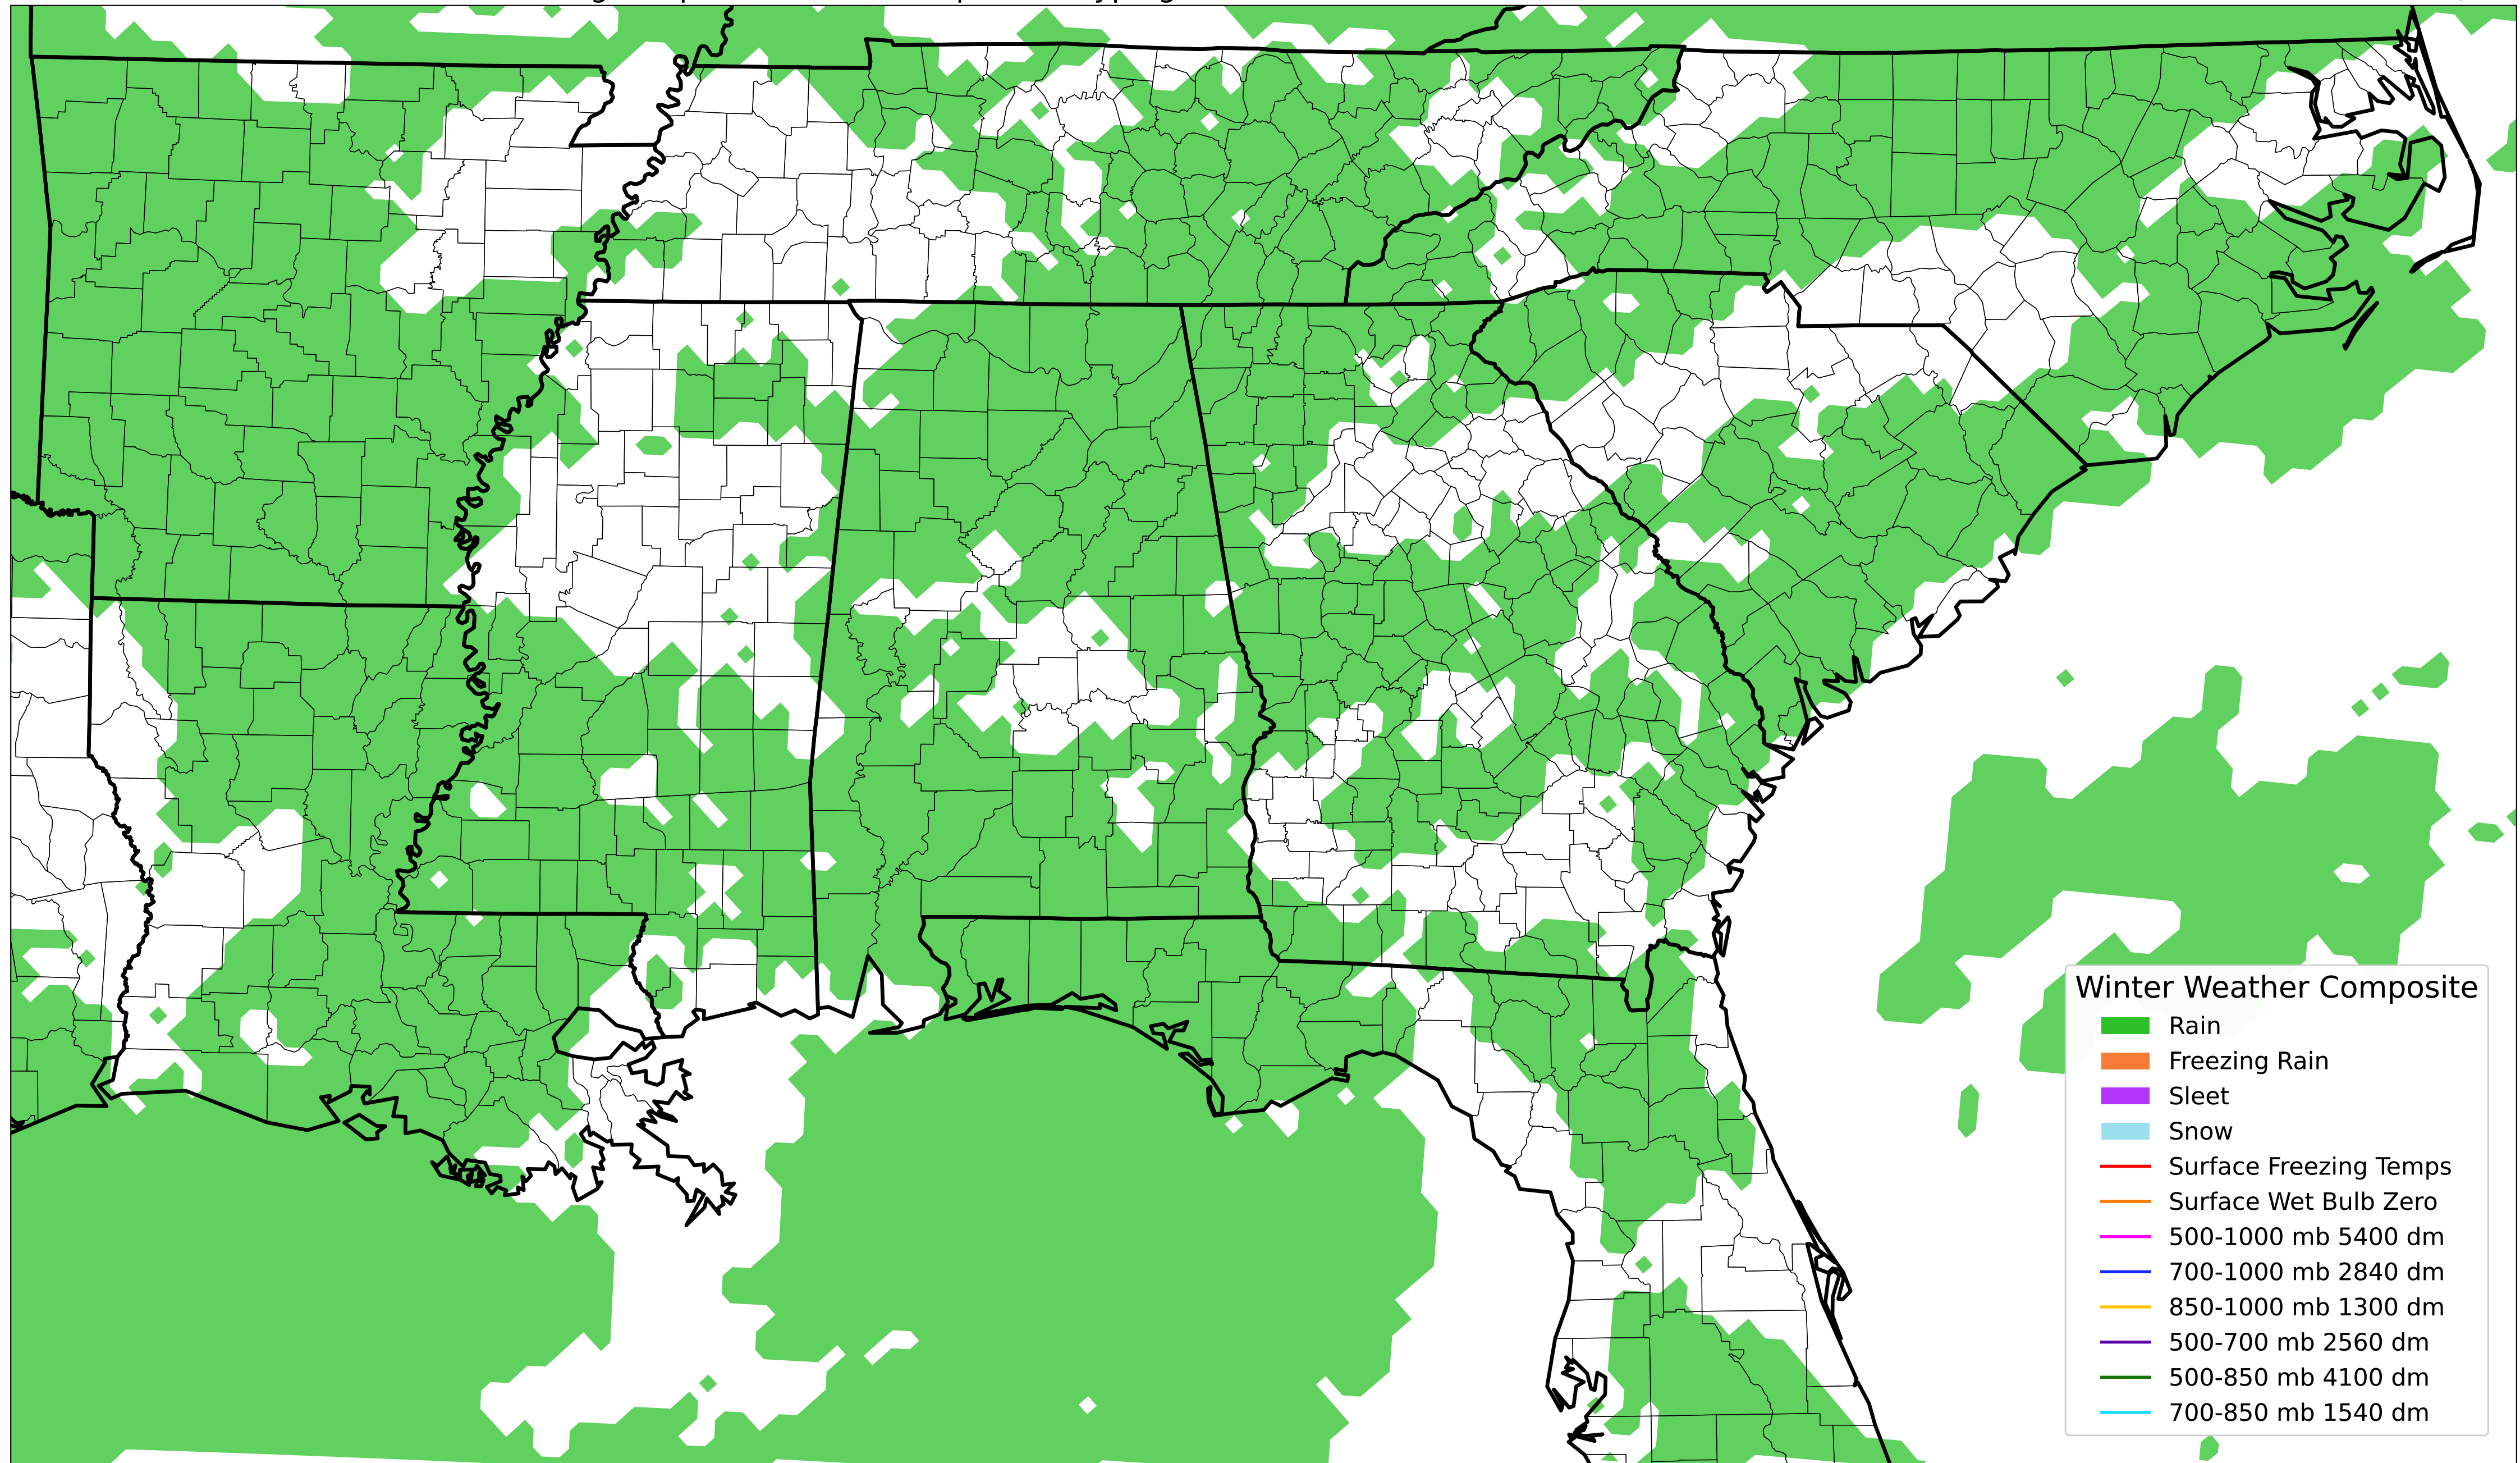 Winter Weather Composite
Rain
Freezing Rain
Sleet
Snow
Surface Freezing Temps
Surface Wet Bulb Zero
500-1000 mb 5400 dm
700-1000 mb 2840 dm
850-1000 mb 1300 dm
500-700 mb 2560 dm
500-850 mb 4100 dm
700-850 mb 1540 dm